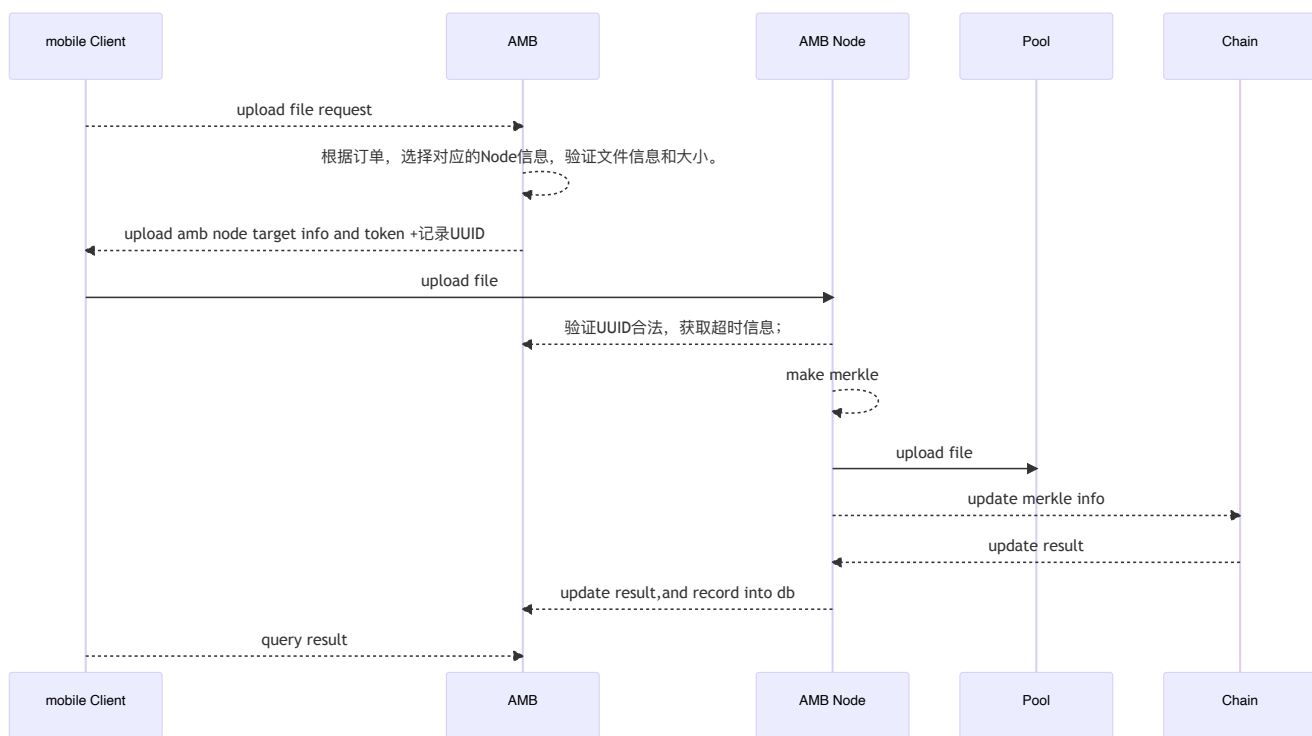 mobile Client
AMB
AMB Node
Pool
Chain
upload file request
根据订单，选择对应的Node信息，验证文件信息和大小。
upload amb node target info and token +记录UUID
upload file
验证UUID合法，获取超时信息；
make merkle
upload file
update merkle info
update result
update result,and record into db
query result
mobile Client
AMB
AMB Node
Pool
Chain